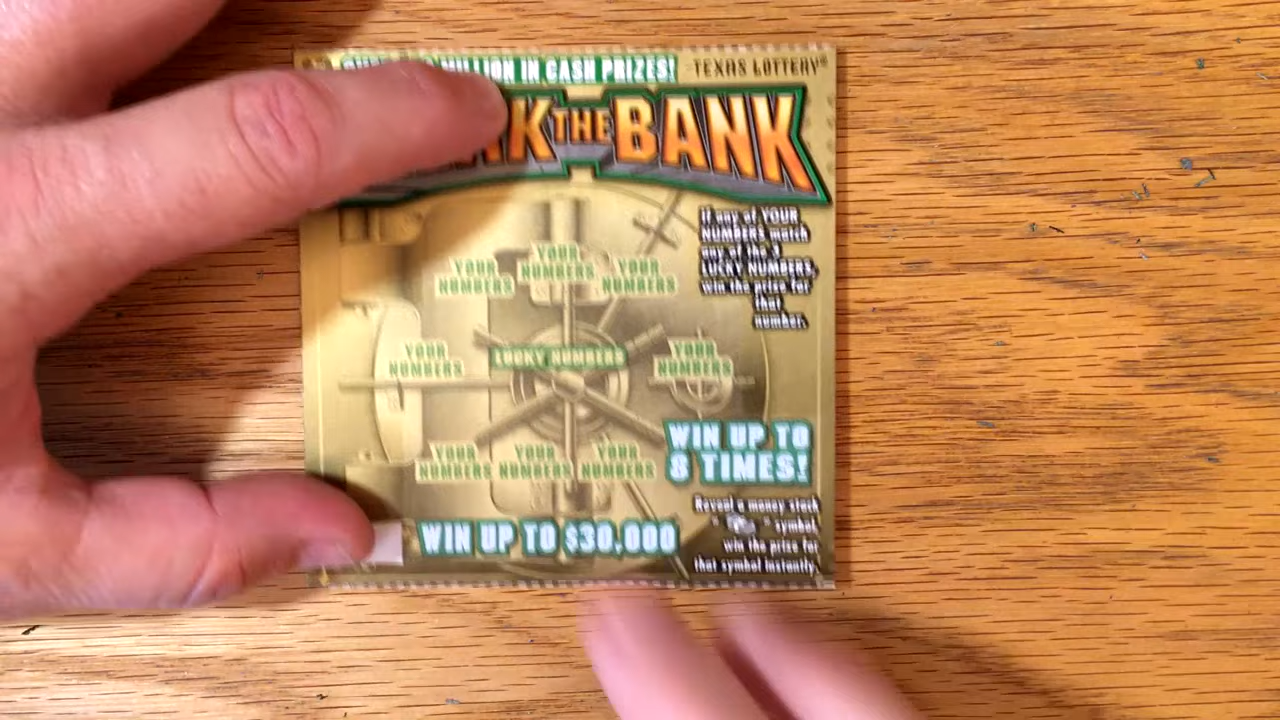 MILLION IN CASH PRIZES!
TEXAS LOTTERY®
THE BANK
If any of YOUR
NUMBERS match
any of the
LUCKY NUMBERS,
win the prize for
that
number.
YOUR NUMBERS
YOUR NUMBERS
YOUR NUMBERS
YOUR NUMBERS
LUCKY NUMBERS
YOUR NUMBERS
YOUR NUMBERS
YOUR NUMBERS
YOUR NUMBERS
WIN UP TO
8 TIMES!
Reveal a money stack
symbol,
win the prize for
that symbol instantly.
WIN UP TO $30,000